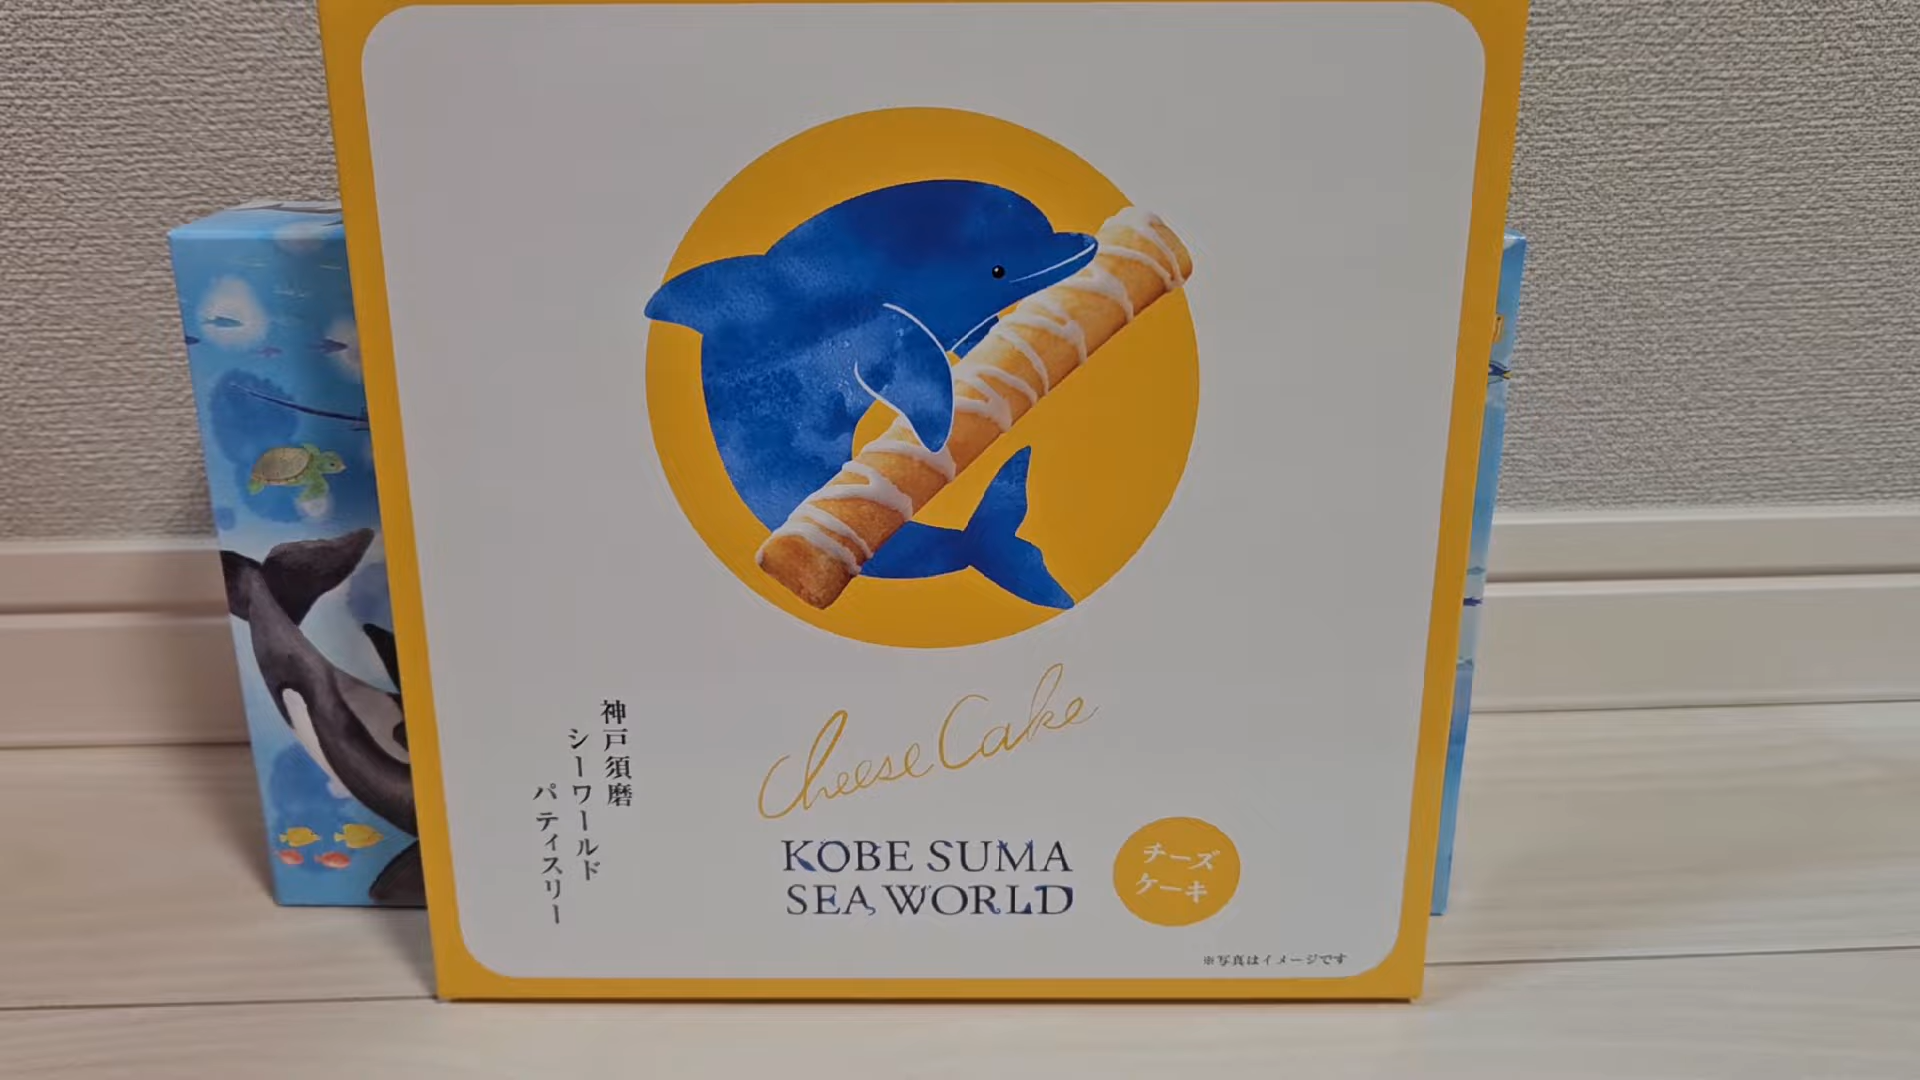 Cheese Cake
神戸須磨
シーワールド
パティスリー
KOBE SUMA
SEA WORLD
チーズ
ケーキ
※写真はイメージです